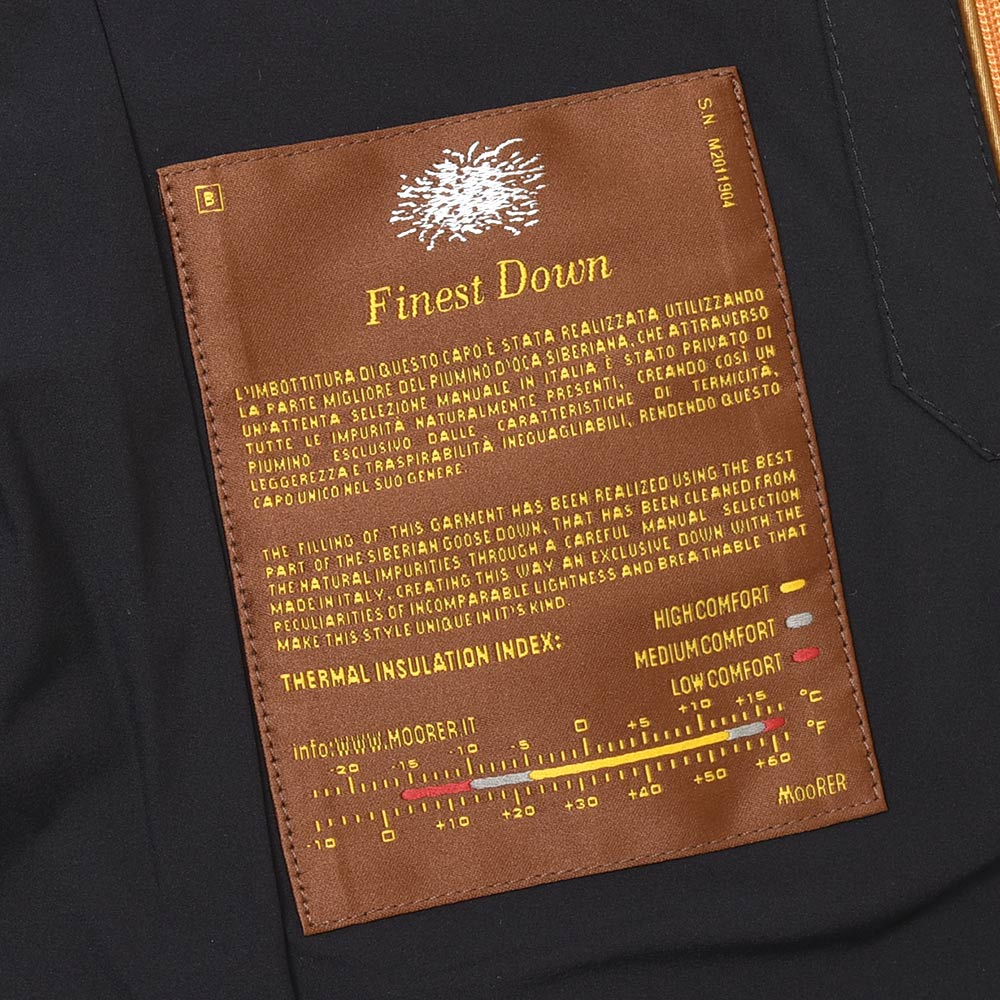 B
S.N. M2011904
Finest Down
L'IMBOTTITURA DI QUESTO CAPO È STATA REALIZZATA UTILIZZANDO
LA PARTE MIGLIORE DEL PIUMINO D'OCA SIBERIANA, CHE ATTRAVERSO
UN'ATTENTA SELEZIONE MANUALE IN ITALIA È STATO PRIVATO DI
TUTTE LE IMPURITÀ NATURALMENTE PRESENTI, CREANDO COSÌ UN
PIUMINO ESCLUSIVO DALLE CARATTERISTICHE DI TERMICITÀ,
LEGGEREZZA E TRASPIRABILITÀ INEGUAGLIABILI, RENDENDO QUESTO
CAPO UNICO NEL SUO GENERE.
THE FILLING OF THIS GARMENT HAS BEEN REALIZED USING THE BEST
PART OF THE SIBERIAN GOOSE DOWN, THAT HAS BEEN CLEANED FROM
THE NATURAL IMPURITIES THROUGH A CAREFUL MANUAL SELECTION
MADE IN ITALY, CREATING THIS WAY AN EXCLUSIVE DOWN WITH THE
PECULIARITIES OF INCOMPARABLE LIGHTNESS AND BREATHABLE THAT
MAKE THIS STYLE UNIQUE IN IT'S KIND.
HIGH COMFORT
MEDIUM COMFORT
LOW COMFORT
THERMAL INSULATION INDEX:
info:WWW.MOORER.IT
-20 -15 -10 -5 0 +5 +10 +15 °C
-10 0 +10 +20 +30 +40 +50 +60 °F
MOORER